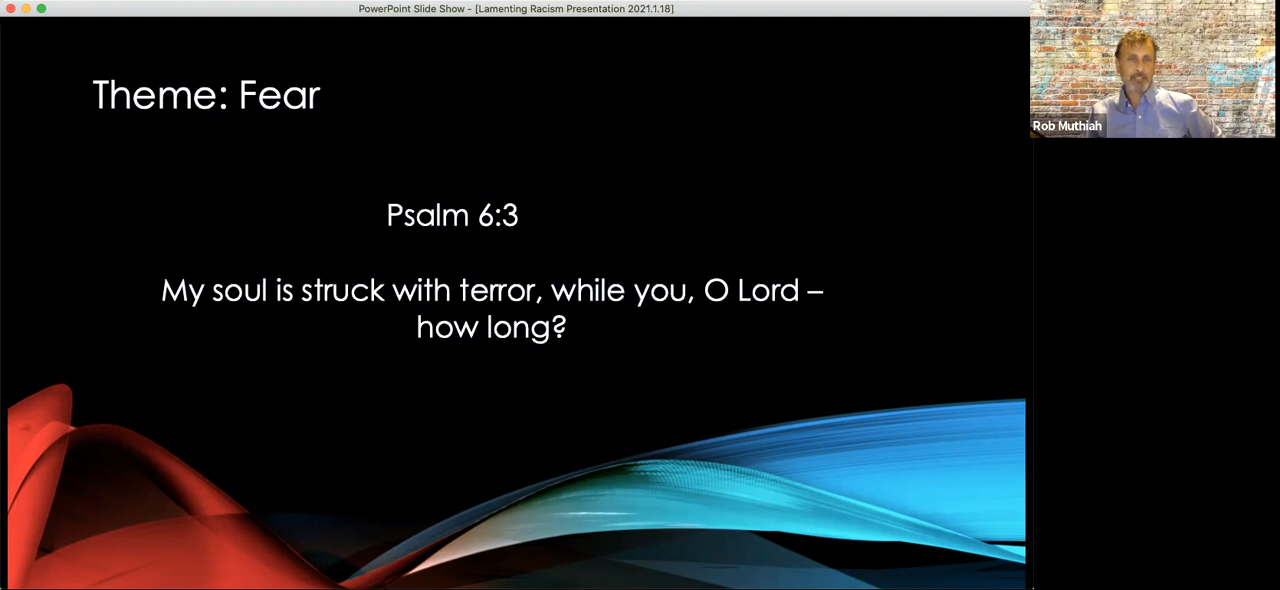 PowerPoint Slide Show - [Lamenting Racism Presentation 2021.1.18]
Theme: Fear
Rob Muthiah
Psalm 6:3
My soul is struck with terror, while you, O Lord –
how long?